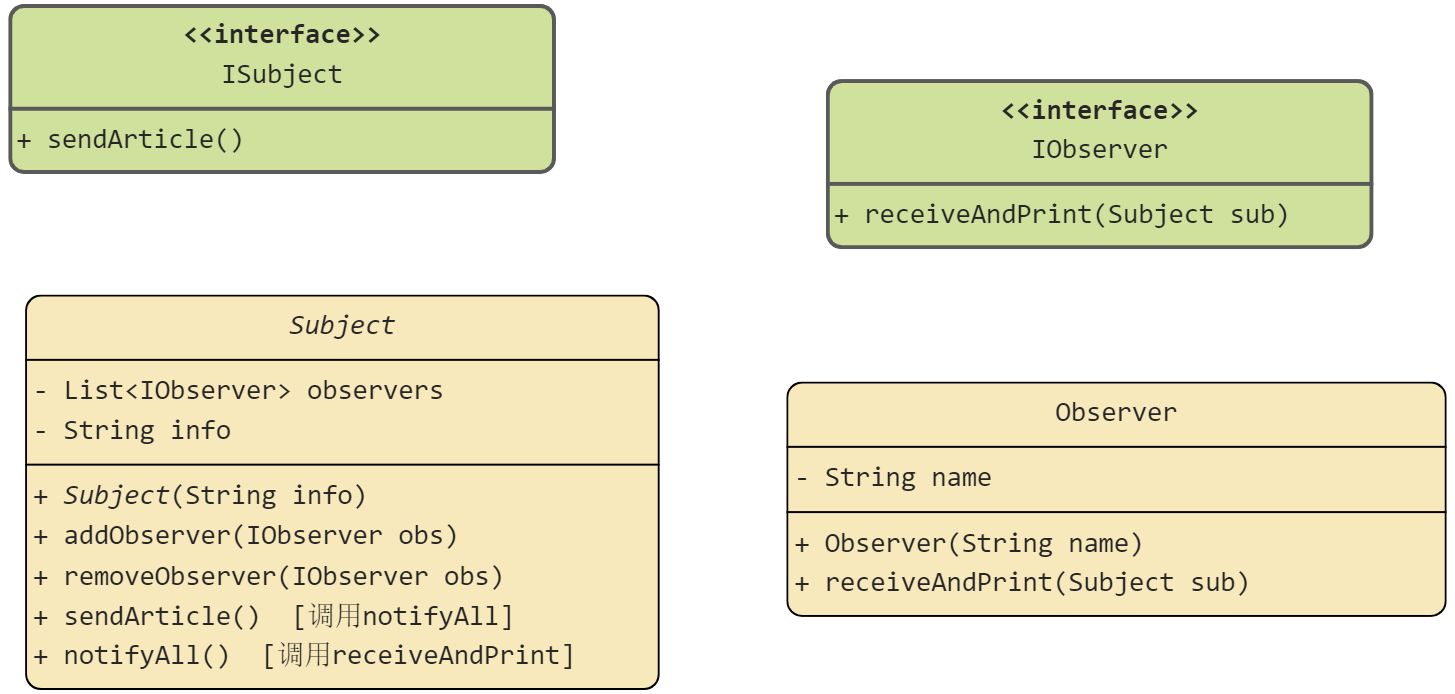 <<interface>>
ISubject
+ sendArticle()
<<interface>>
IObserver
+ receiveAndPrint(Subject sub)
Subject
- List<IObserver> observers
- String info
+ Subject(String info)
+ addObserver(IObserver obs)
+ removeObserver(IObserver obs)
+ sendArticle() [调用notifyAll]
+ notifyAll() [调用receiveAndPrint]
Observer
- String name
+ Observer(String name)
+ receiveAndPrint(Subject sub)